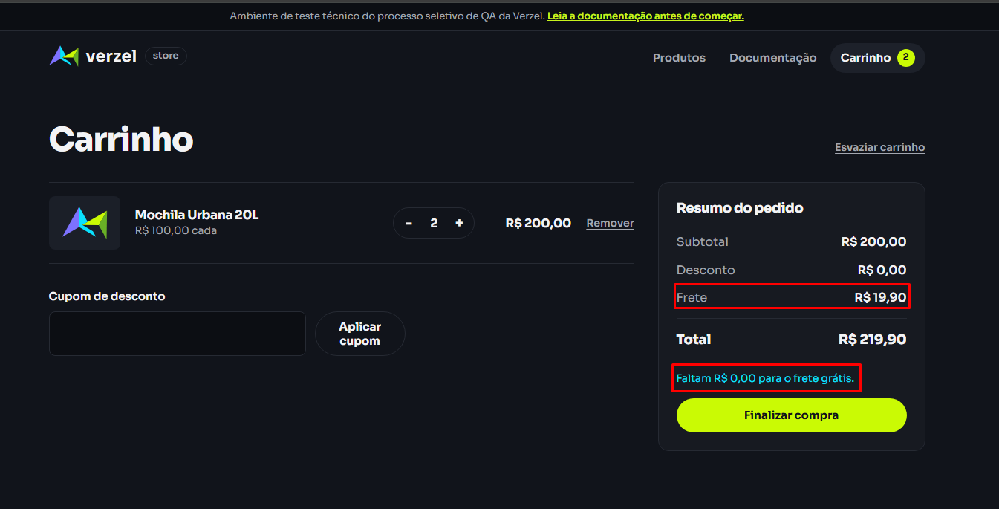 Ambiente de teste técnico do processo seletivo de QA da Verzel. Leia a documentação antes de começar.
verzel store
Produtos Documentação Carrinho 2
Carrinho
Esvaziar carrinho
Mochila Urbana 20L
R$ 100,00 cada
- 2 +
R$ 200,00
Remover
Cupom de desconto
Aplicar
cupom
Resumo do pedido
Subtotal R$ 200,00
Desconto R$ 0,00
Frete R$ 19,90
Total R$ 219,90
Faltam R$ 0,00 para o frete grátis.
Finalizar compra